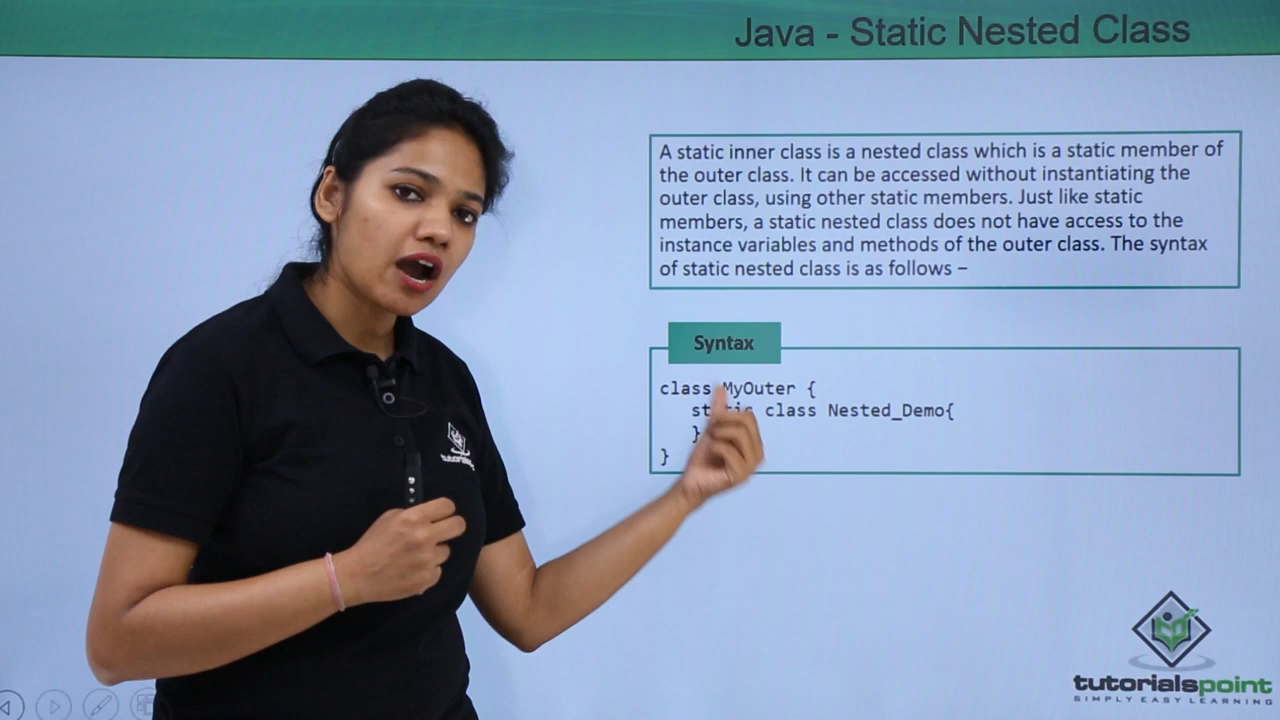 Java - Static Nested Class
A static inner class is a nested class which is a static member of
the outer class. It can be accessed without instantiating the
outer class, using other static members. Just like static
members, a static nested class does not have access to the
instance variables and methods of the outer class. The syntax
of static nested class is as follows –
Syntax
class MyOuter {
static class Nested_Demo{
}
}
tutorialspoint
tutorialspoint
SIMPLY EASY LEARNING